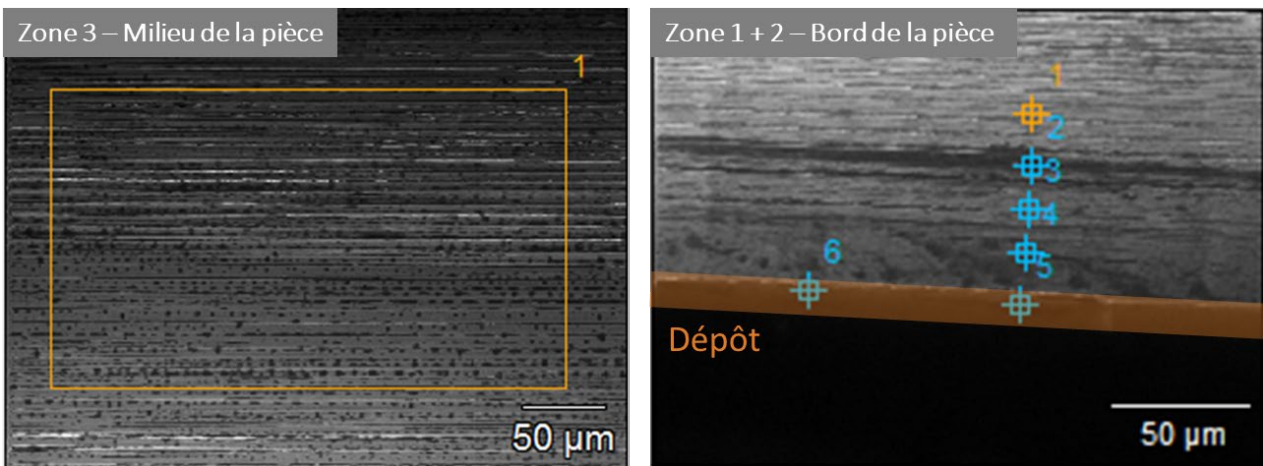 Zone 3 – Milieu de la pièce
1
50 µm
Zone 1 + 2 – Bord de la pièce
1
2
3
4
5
6
Dépôt
50 µm